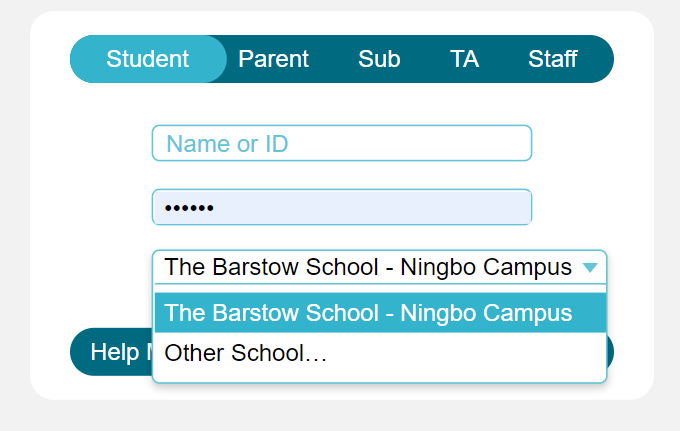 Student Parent Sub TA Staff
Name or ID
••••••
The Barstow School - Ningbo Campus
The Barstow School - Ningbo Campus
Other School…
Help